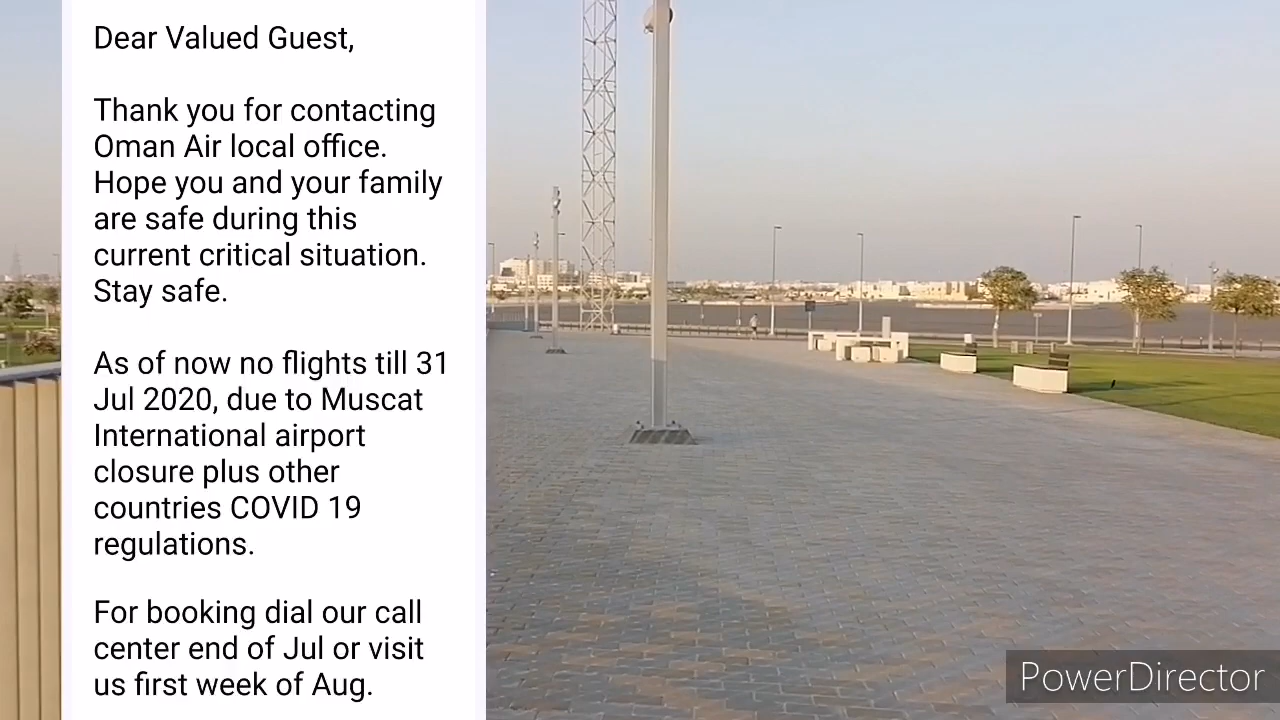 Dear Valued Guest,
Thank you for contacting
Oman Air local office.
Hope you and your family
are safe during this
current critical situation.
Stay safe.
As of now no flights till 31
Jul 2020, due to Muscat
International airport
closure plus other
countries COVID 19
regulations.
For booking dial our call
center end of Jul or visit
us first week of Aug.
PowerDirector